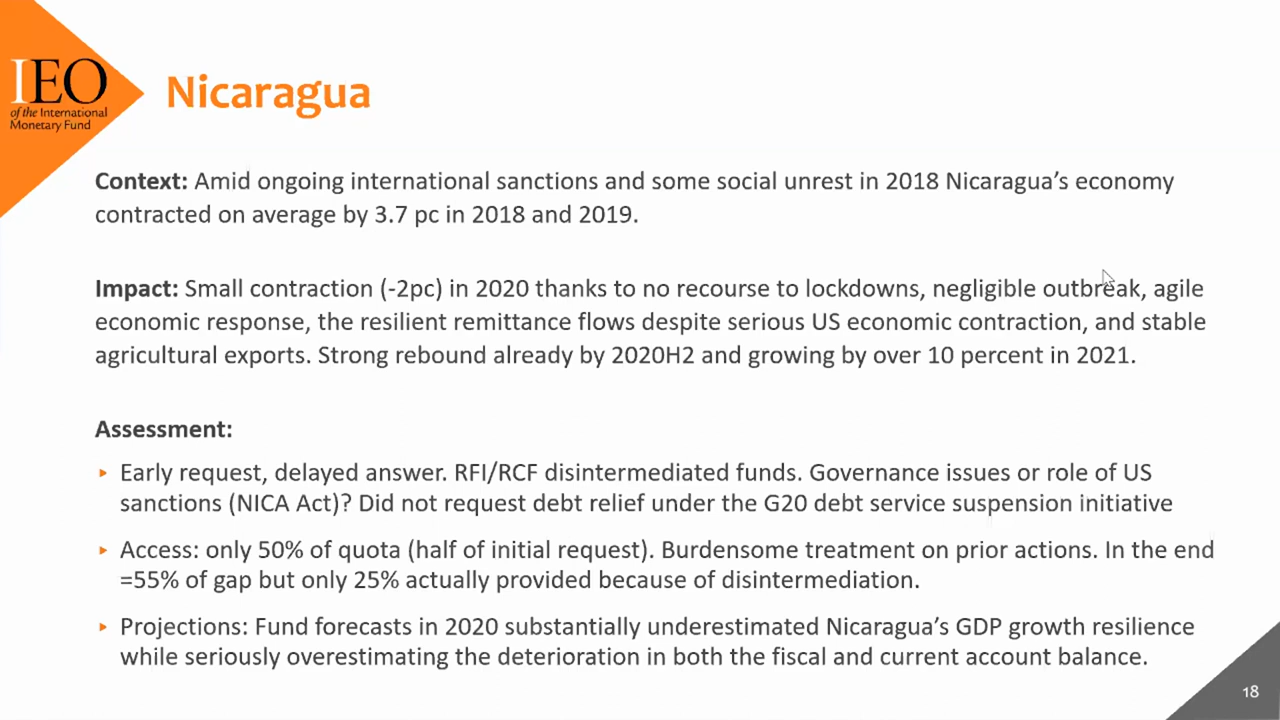 IEO
of the International
Monetary Fund
Nicaragua
Context: Amid ongoing international sanctions and some social unrest in 2018 Nicaragua’s economy
contracted on average by 3.7 pc in 2018 and 2019.
Impact: Small contraction (-2pc) in 2020 thanks to no recourse to lockdowns, negligible outbreak, agile
economic response, the resilient remittance flows despite serious US economic contraction, and stable
agricultural exports. Strong rebound already by 2020H2 and growing by over 10 percent in 2021.
Assessment:
▸ Early request, delayed answer. RFI/RCF disintermediated funds. Governance issues or role of US
sanctions (NICA Act)? Did not request debt relief under the G20 debt service suspension initiative
▸ Access: only 50% of quota (half of initial request). Burdensome treatment on prior actions. In the end
=55% of gap but only 25% actually provided because of disintermediation.
▸ Projections: Fund forecasts in 2020 substantially underestimated Nicaragua’s GDP growth resilience
while seriously overestimating the deterioration in both the fiscal and current account balance.
18